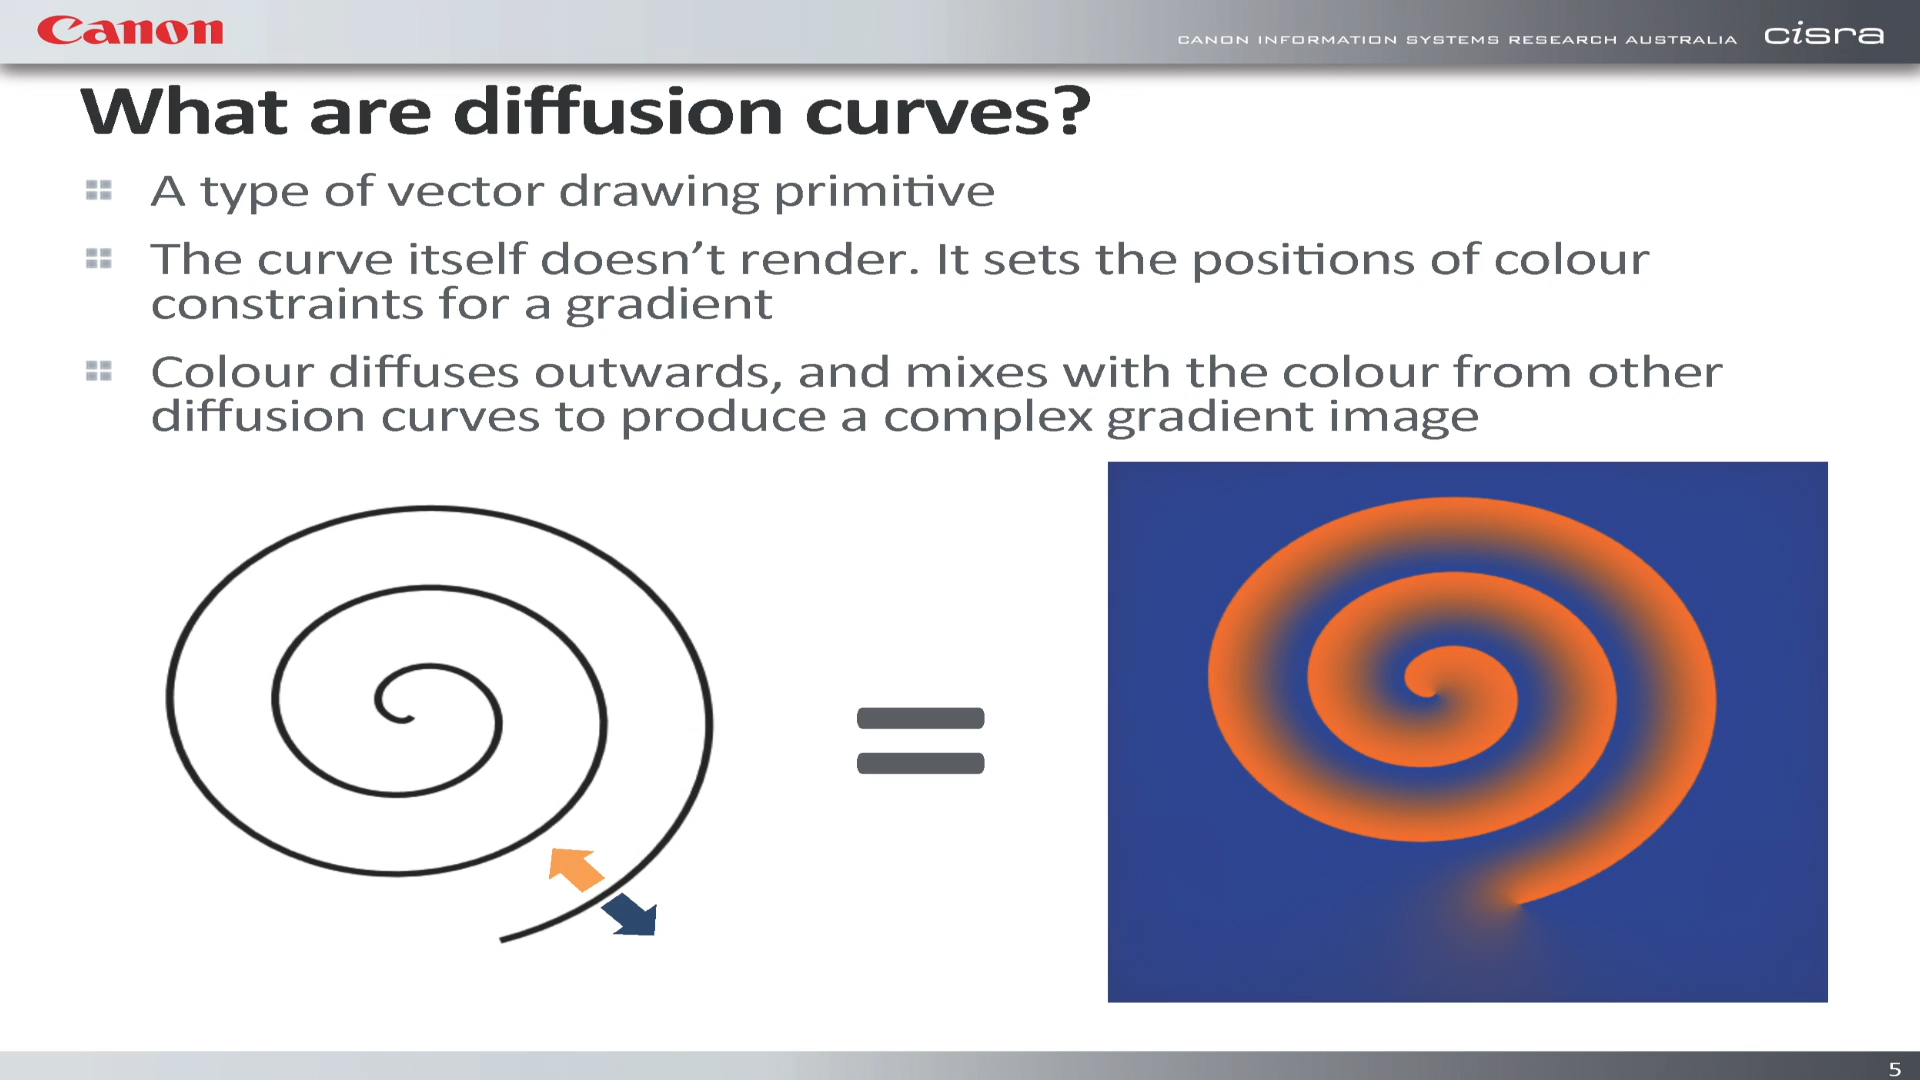 Canon
CANON INFORMATION SYSTEMS RESEARCH AUSTRALIA cisra
What are diffusion curves?
A type of vector drawing primitive
The curve itself doesn’t render. It sets the positions of colour
constraints for a gradient
Colour diffuses outwards, and mixes with the colour from other
diffusion curves to produce a complex gradient image
5